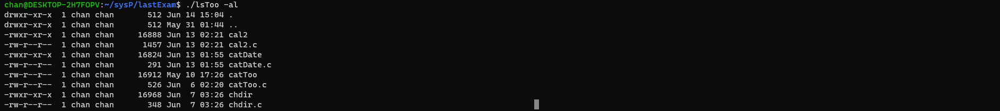 chan@DESKTOP-2H7FOPV:~/sysP/lastExam$ ./lsToo -al
drwxr-xr-x  1 chan chan       512 Jun 14 15:04 .
drwxr-xr-x  1 chan chan       512 May 31 01:44 ..
-rwxr-xr-x  1 chan chan     16888 Jun 13 02:21 cal2
-rw-r--r--  1 chan chan      1457 Jun 13 02:21 cal2.c
-rwxr-xr-x  1 chan chan     16824 Jun 13 01:55 catDate
-rw-r--r--  1 chan chan       291 Jun 13 01:55 catDate.c
-rwxr-xr-x  1 chan chan     16912 May 10 17:26 catToo
-rw-r--r--  1 chan chan       526 Jun  6 02:20 catToo.c
-rwxr-xr-x  1 chan chan     16968 Jun  7 03:26 chdir
-rw-r--r--  1 chan chan       348 Jun  7 03:26 chdir.c